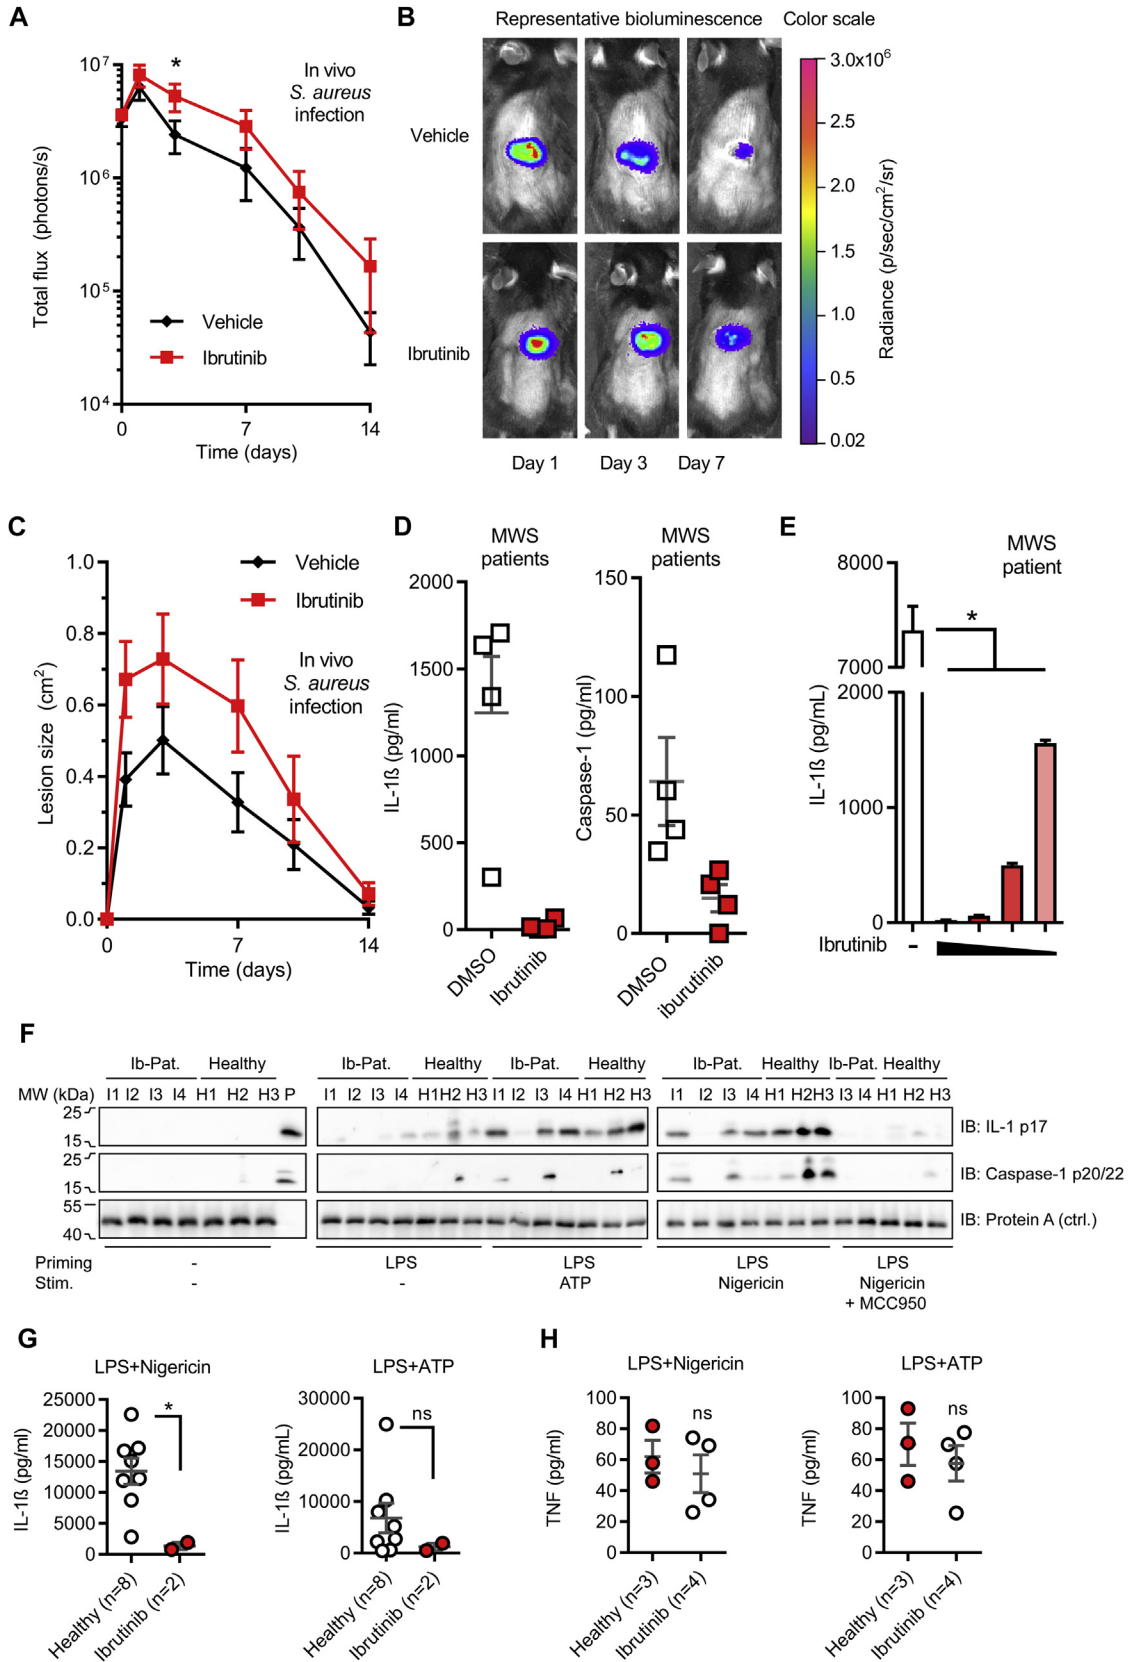 A
10⁷
10⁶
10⁵
10⁴
Total flux (photons/s)
*
In vivo
S. aureus
infection
Vehicle
Ibrutinib
0 7 14
Time (days)
B
Representative bioluminescence
Color scale
Vehicle
Ibrutinib
Day 1 Day 3 Day 7
3.0x10⁶
2.5
2.0
1.5
1.0
0.5
0.02
Radiance (p/sec/cm²/sr)
C
1.0
0.8
0.6
0.4
0.2
0.0
Lesion size (cm²)
Vehicle
Ibrutinib
In vivo
S. aureus
infection
0 7 14
Time (days)
D
MWS
patients
2000
1500
1000
500
0
IL-1ß (pg/ml)
DMSO
Ibrutinib
MWS
patients
150
100
50
0
Caspase-1 (pg/ml)
DMSO
iburutinib
E
MWS
patient
8000
7000
2000
1000
0
IL-1ß (pg/mL)
*
Ibrutinib –
F
Ib-Pat. Healthy Ib-Pat. Healthy Ib-Pat. Healthy Ib-Pat. Healthy Ib-Pat. Healthy
MW (kDa) I1 I2 I3 I4 H1 H2 H3 P I1 I2 I3 I4 H1 H2 H3 I1 I2 I3 I4 H1 H2 H3 I1 I2 I3 I4 H1 H2 H3 I3 I4 H1 H2 H3
25
15
IB: IL-1 p17
25
15
IB: Caspase-1 p20/22
55
40
IB: Protein A (ctrl.)
Priming - LPS LPS LPS LPS
Stim. - - ATP Nigericin Nigericin
+ MCC950
G
LPS+Nigericin
25000
20000
15000
10000
5000
0
IL-1ß (pg/ml)
*
Healthy (n=8)
Ibrutinib (n=2)
LPS+ATP
30000
20000
10000
0
IL-1ß (pg/mL)
ns
Healthy (n=8)
Ibrutinib (n=2)
H
LPS+Nigericin
100
80
60
40
20
0
TNF (pg/ml)
ns
Healthy (n=3)
Ibrutinib (n=4)
LPS+ATP
100
80
60
40
20
0
TNF (pg/ml)
ns
Healthy (n=3)
Ibrutinib (n=4)